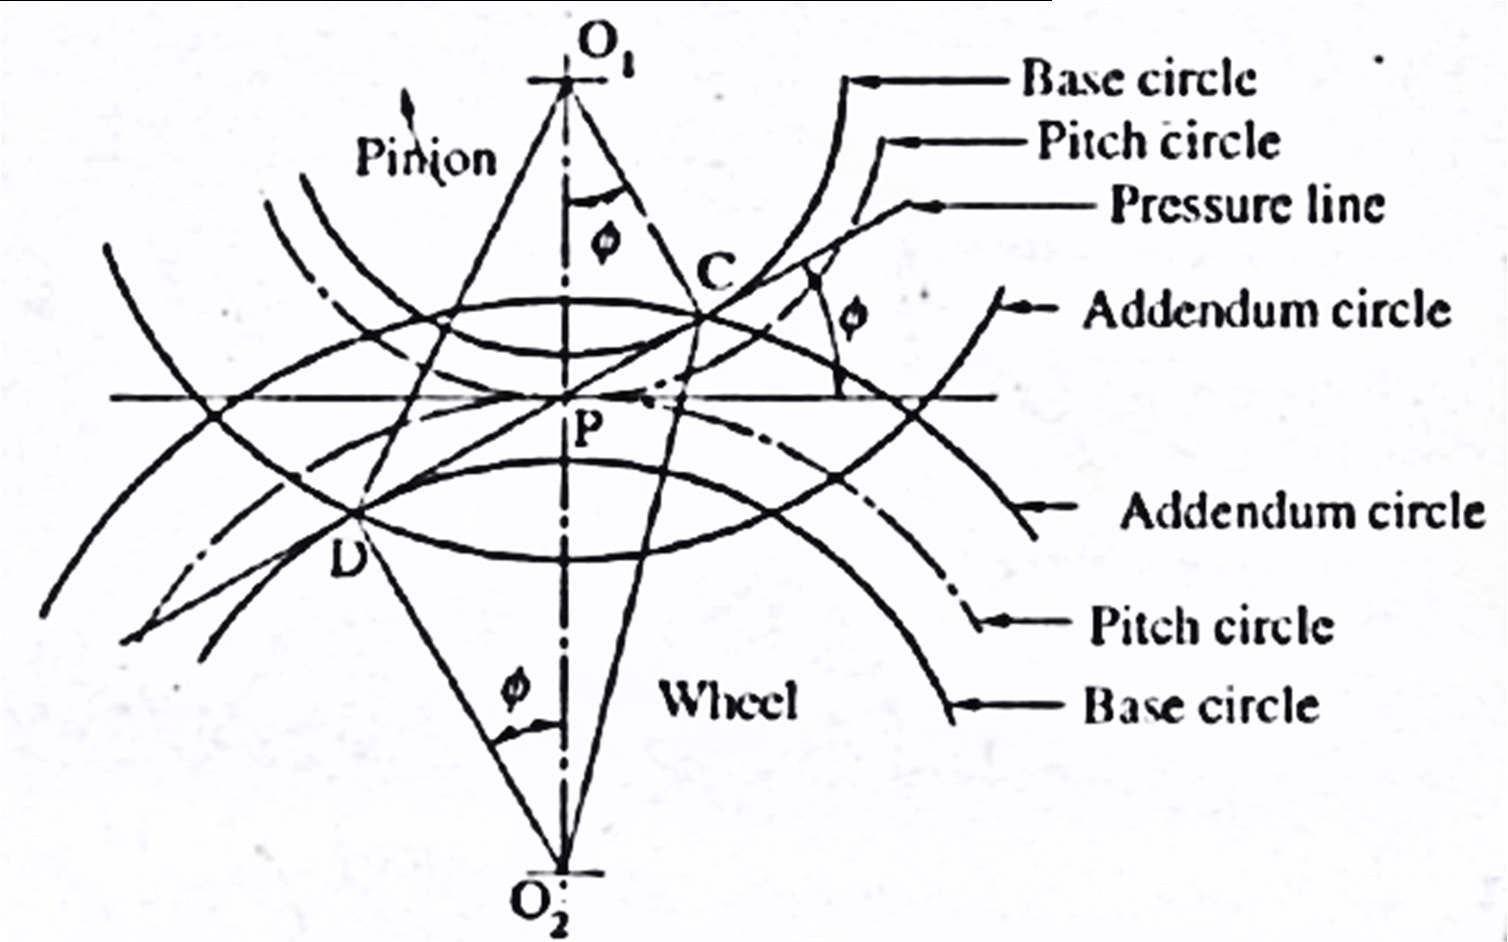 O1
Base circle
Pitch circle
Pinion
Pressure line
ϕ
C
ϕ
Addendum circle
P
Addendum circle
D
Pitch circle
ϕ
Wheel
Base circle
O2